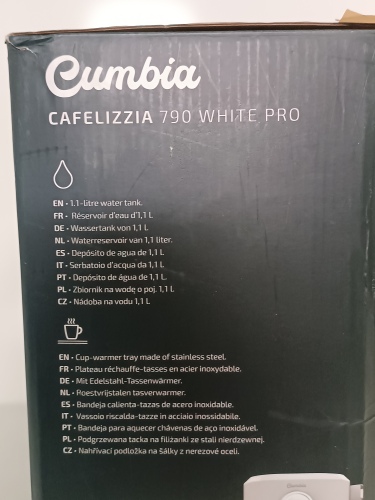 Cumbia
CAFELIZZIA 790 WHITE PRO
EN • 1.1-litre water tank.
FR • Réservoir d'eau d'1,1 L
DE • Wassertank von 1,1 L
NL • Waterreservoir van 1,1 liter.
ES • Depósito de agua de 1,1 L
IT • Serbatoio d'acqua da 1,1 L
PT • Depósito de água de 1,1 L
PL • Zbiornik na wodę o poj. 1,1 L
CZ • Nádoba na vodu 1,1 L
EN • Cup-warmer tray made of stainless steel.
FR • Plateau réchauffe-tasses en acier inoxydable.
DE • Mit Edelstahl-Tassenwärmer.
NL • Roestvrijstalen tasverwarmer.
ES • Bandeja calienta-tazas de acero inoxidable.
IT • Vassoio riscalda-tazze in acciaio inossidabile.
PT • Bandeja para aquecer chávenas de aço inoxidável.
PL • Podgrzewana tacka na filiżanki ze stali nierdzewnej.
CZ • Nahřívací podložka na šálky z nerezové oceli.
Cumbia